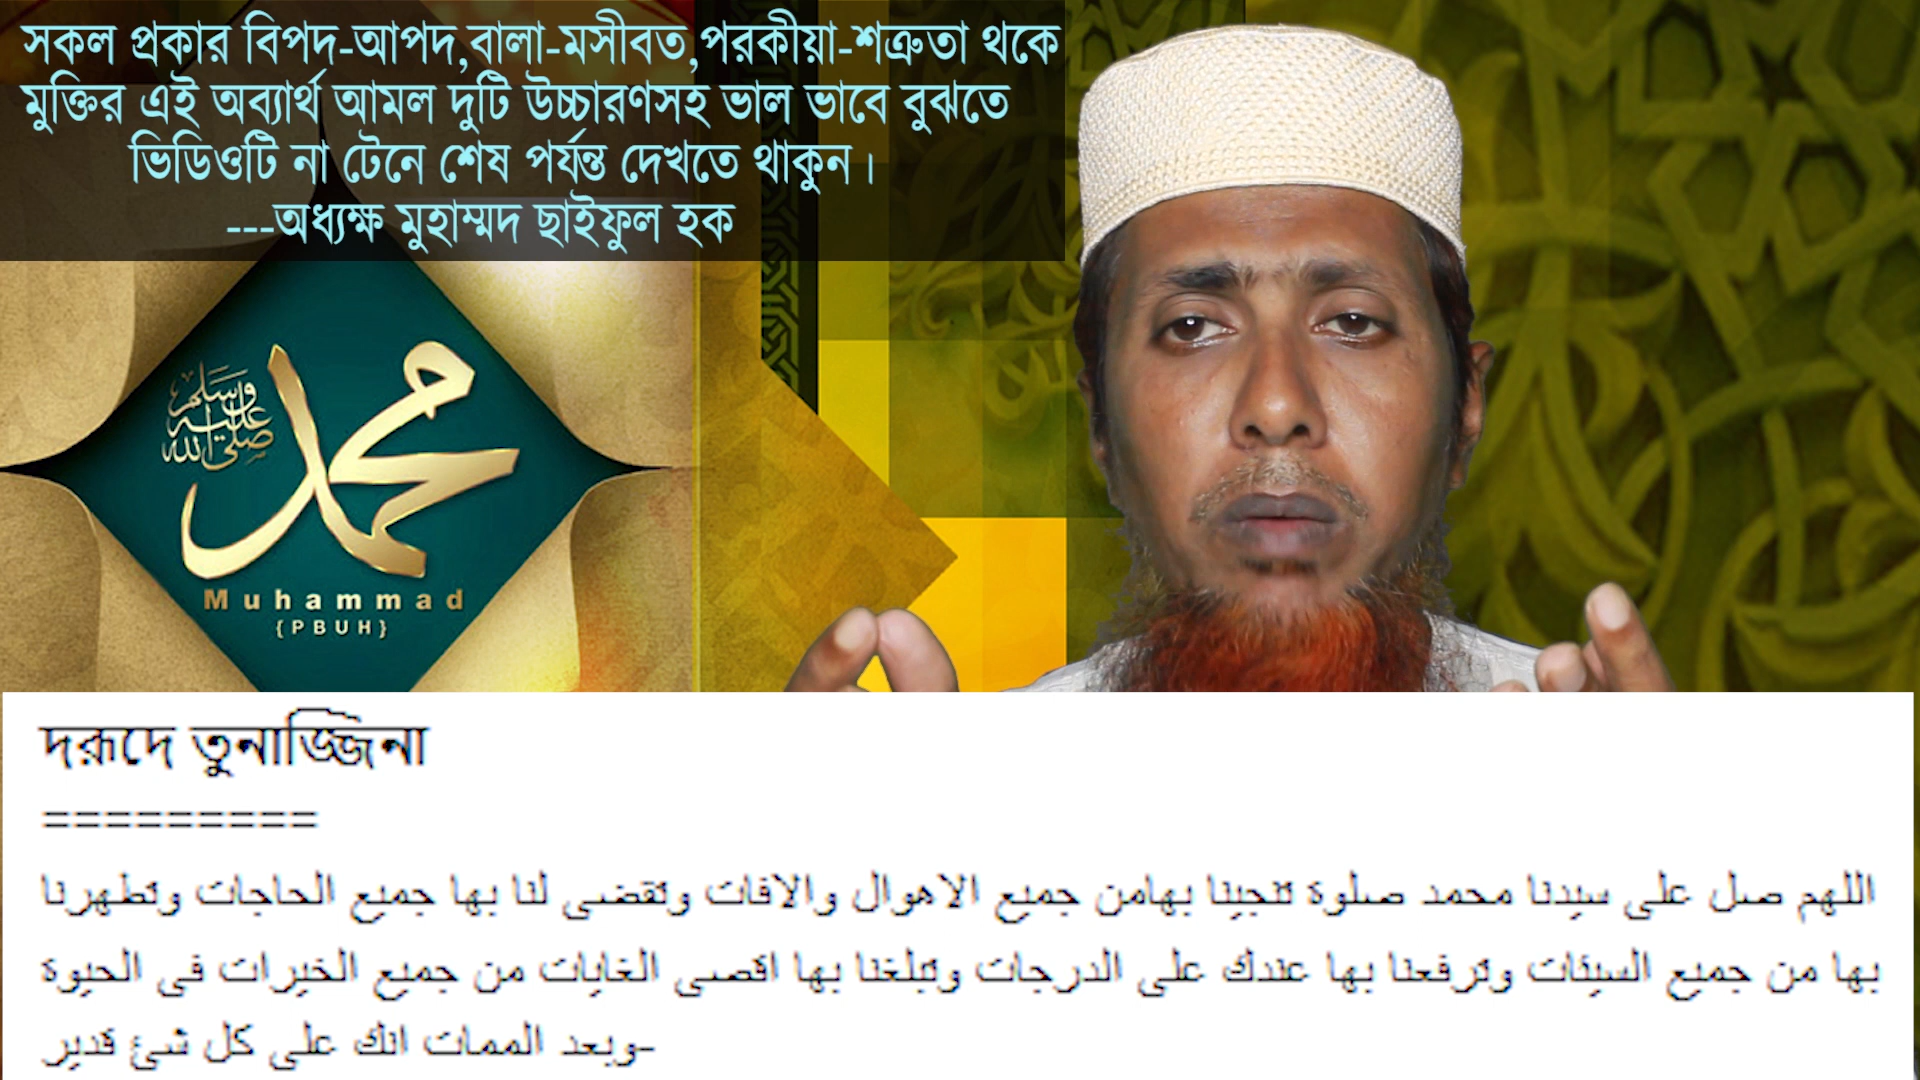 সকল প্রকার বিপদ-আপদ,বালা-মসীবত,পরকীয়া-শত্রুতা থকে
মুক্তির এই অব্যার্থ আমল দুটি উচ্চারণসহ ভাল ভাবে বুঝতে
ভিডিওটি না টেনে শেষ পর্যন্ত দেখতে থাকুন।
---অধ্যক্ষ মুহাম্মদ ছাইফুল হক
محمد
صلى الله
عليه
وسلم
Muhammad
{PBUH}
দরূদে তুনাজ্জিনা
=========
اللهم صل على سيدنا محمد صلوة تنجينا بهامن جميع الاهوال والافات وتقضى لنا بها جميع الحاجات وتطهرنا
بها من جميع السيئات وترفعنا بها عندك على الدرجات وتبلغنا بها اقصى الغايات من جميع الخيرات فى الحيوة
-وبعد الممات انك على كل شئ قدير